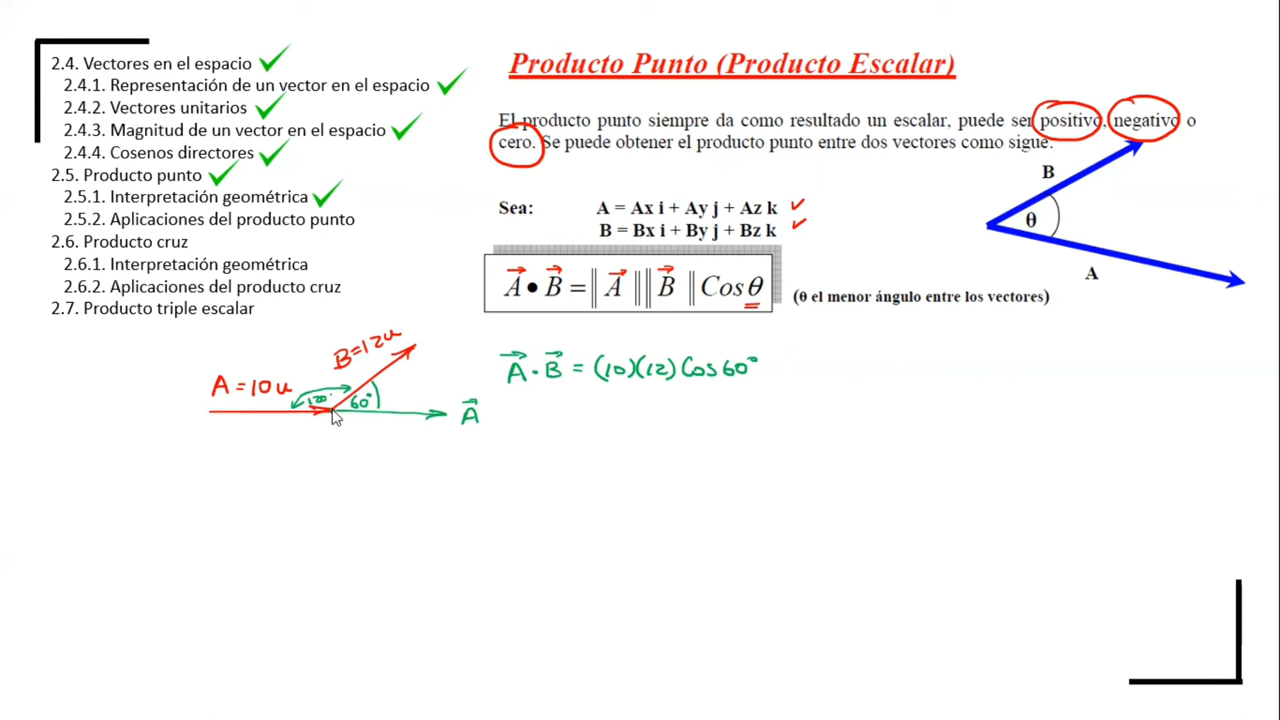 2.4. Vectores en el espacio
2.4.1. Representación de un vector en el espacio
2.4.2. Vectores unitarios
2.4.3. Magnitud de un vector en el espacio
2.4.4. Cosenos directores
2.5. Producto punto
2.5.1. Interpretación geométrica
2.5.2. Aplicaciones del producto punto
2.6. Producto cruz
2.6.1. Interpretación geométrica
2.6.2. Aplicaciones del producto cruz
2.7. Producto triple escalar
Producto Punto (Producto Escalar)
El producto punto siempre da como resultado un escalar, puede ser positivo, negativo o
cero. Se puede obtener el producto punto entre dos vectores como sigue:
Sea: A = Ax i + Ay j + Az k
B = Bx i + By j + Bz k
A • B = ‖ A ‖‖ B ‖ Cos θ
(θ el menor ángulo entre los vectores)
B
θ
A
A = 10 u
B = 12 u
120°
60°
A
A · B = (10)(12) Cos 60°